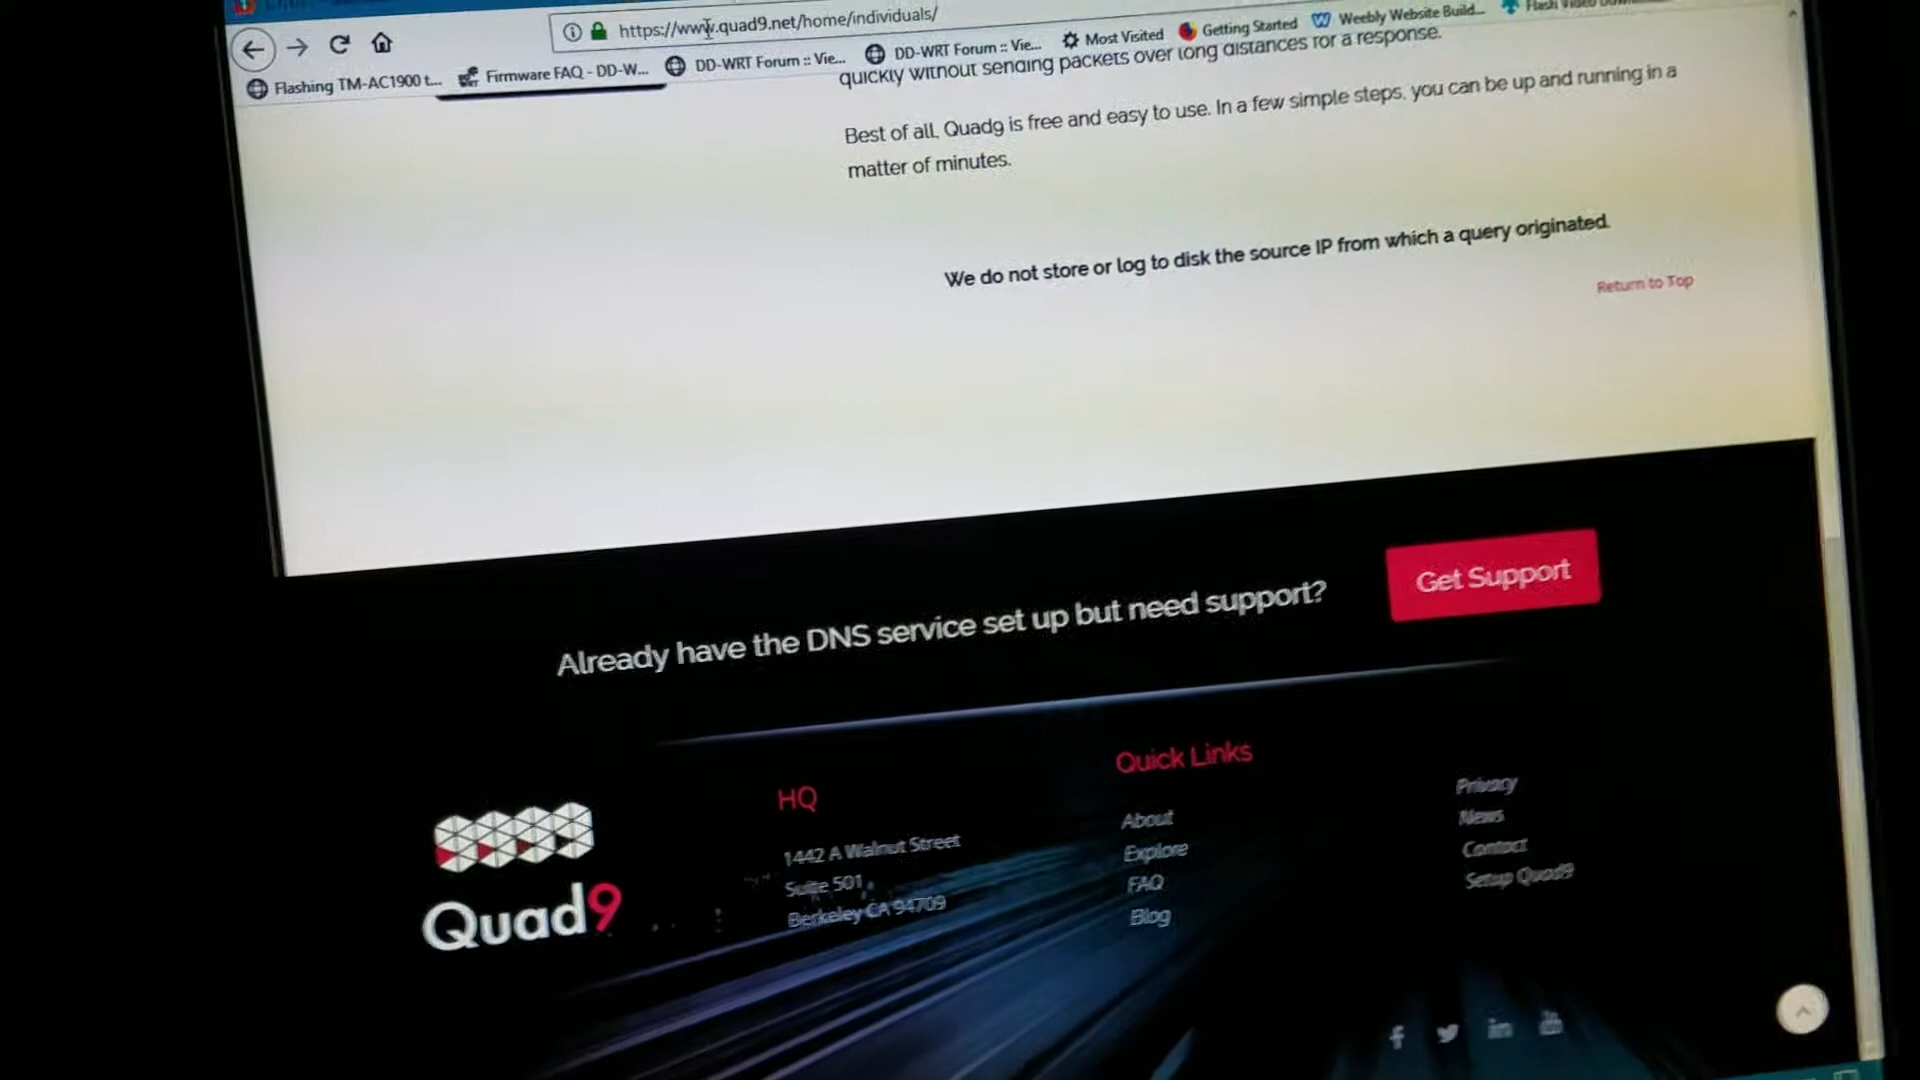 https://www.quad9.net/home/individuals/
Flashing TM-AC1900 t...
Firmware FAQ - DD-W...
DD-WRT Forum :: Vie...
DD-WRT Forum :: Vie...
Most Visited
Getting Started
Weebly Website Build...
quickly without sending packets over long distances for a response.
Best of all, Quad9 is free and easy to use. In a few simple steps, you can be up and running in a
matter of minutes.
We do not store or log to disk the source IP from which a query originated.
Return to Top
Already have the DNS service set up but need support?
Get Support
Quad9
HQ
1442 A Walnut Street
Suite 501,
Berkeley CA 94709
Quick Links
About
Explore
FAQ
Blog
Privacy
News
Contact
Setup Quad9